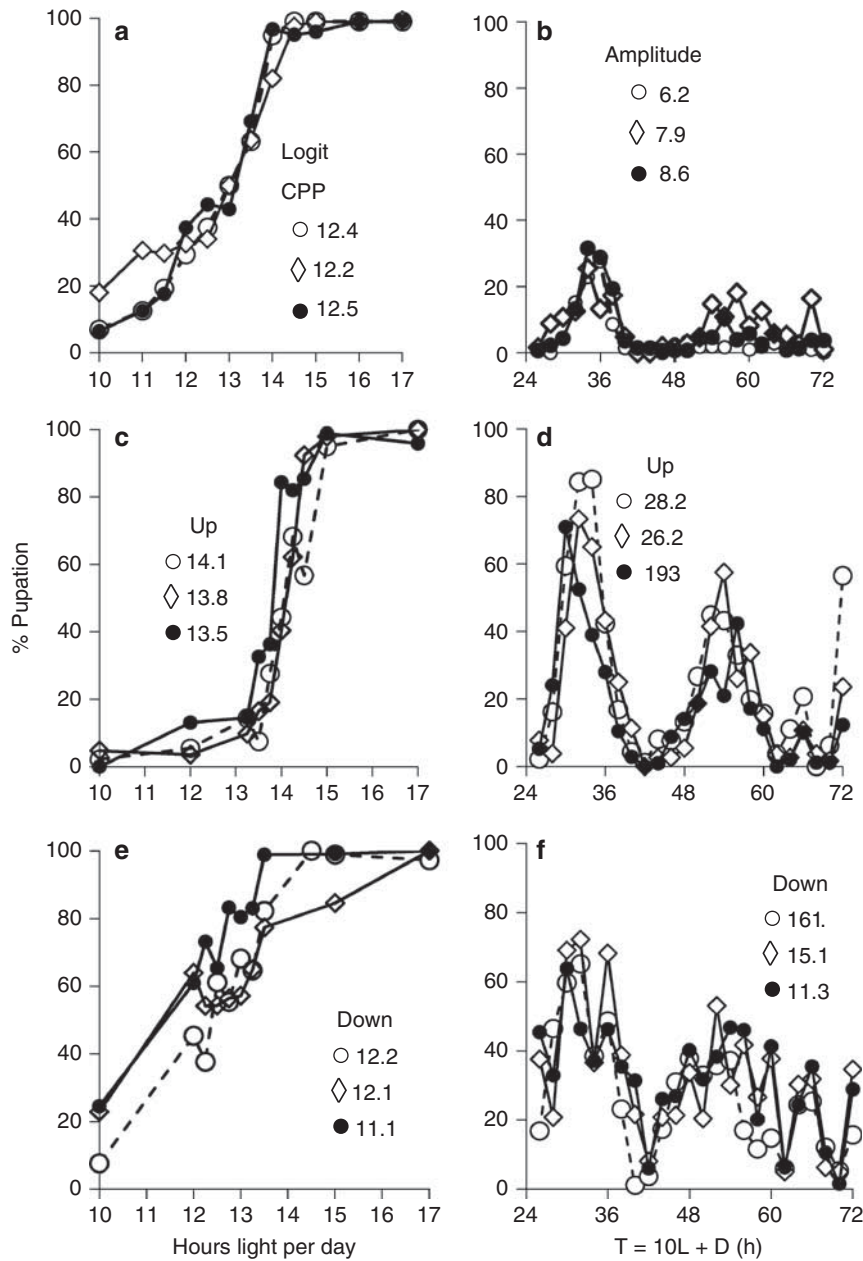 a
100
80
60
40
20
0
Logit
CPP
12.4
12.2
12.5
10 11 12 13 14 15 16 17
b
100
80
60
40
20
0
Amplitude
6.2
7.9
8.6
24 36 48 60 72
% Pupation
c
100
80
60
40
20
0
Up
14.1
13.8
13.5
10 11 12 13 14 15 16 17
d
100
80
60
40
20
0
Up
28.2
26.2
193
24 36 48 60 72
e
100
80
60
40
20
0
Down
12.2
12.1
11.1
10 11 12 13 14 15 16 17
Hours light per day
f
100
80
60
40
20
0
Down
161.
15.1
11.3
24 36 48 60 72
T = 10L + D (h)